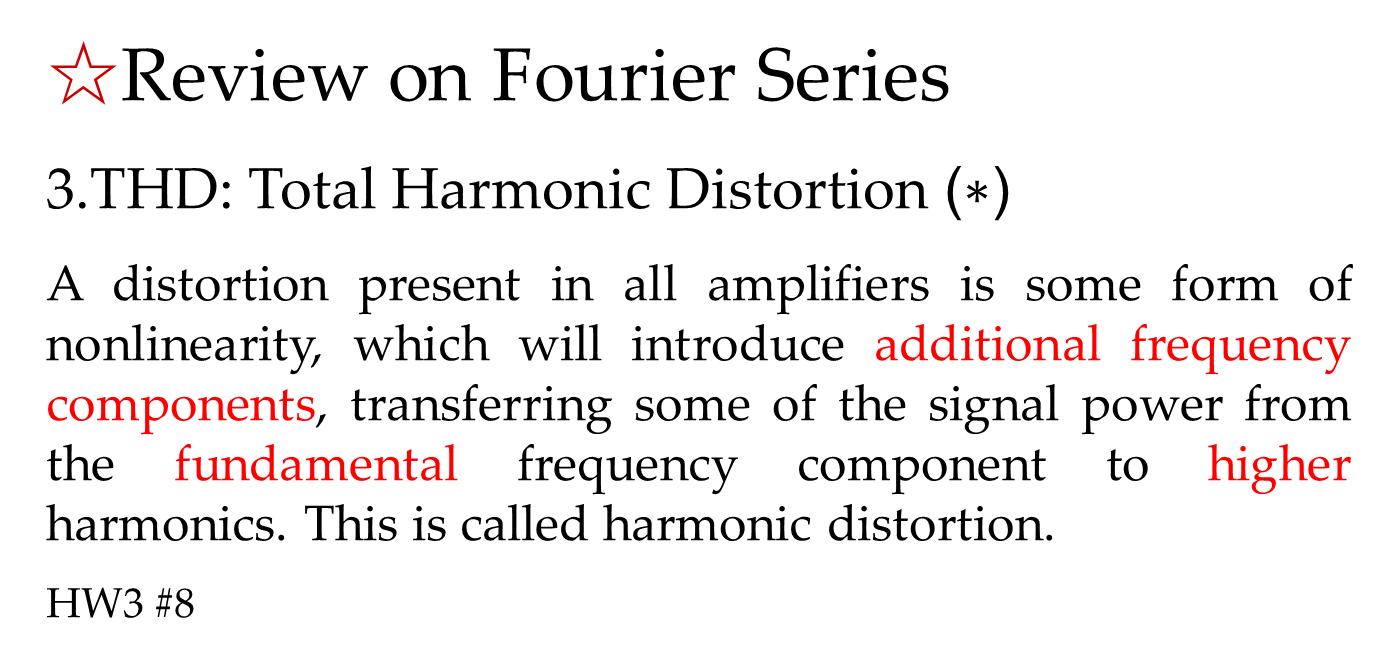 ☆Review on Fourier Series
3.THD: Total Harmonic Distortion (*)
A distortion present in all amplifiers is some form of
nonlinearity, which will introduce additional frequency
components, transferring some of the signal power from
the fundamental frequency component to higher
harmonics. This is called harmonic distortion.
HW3 #8